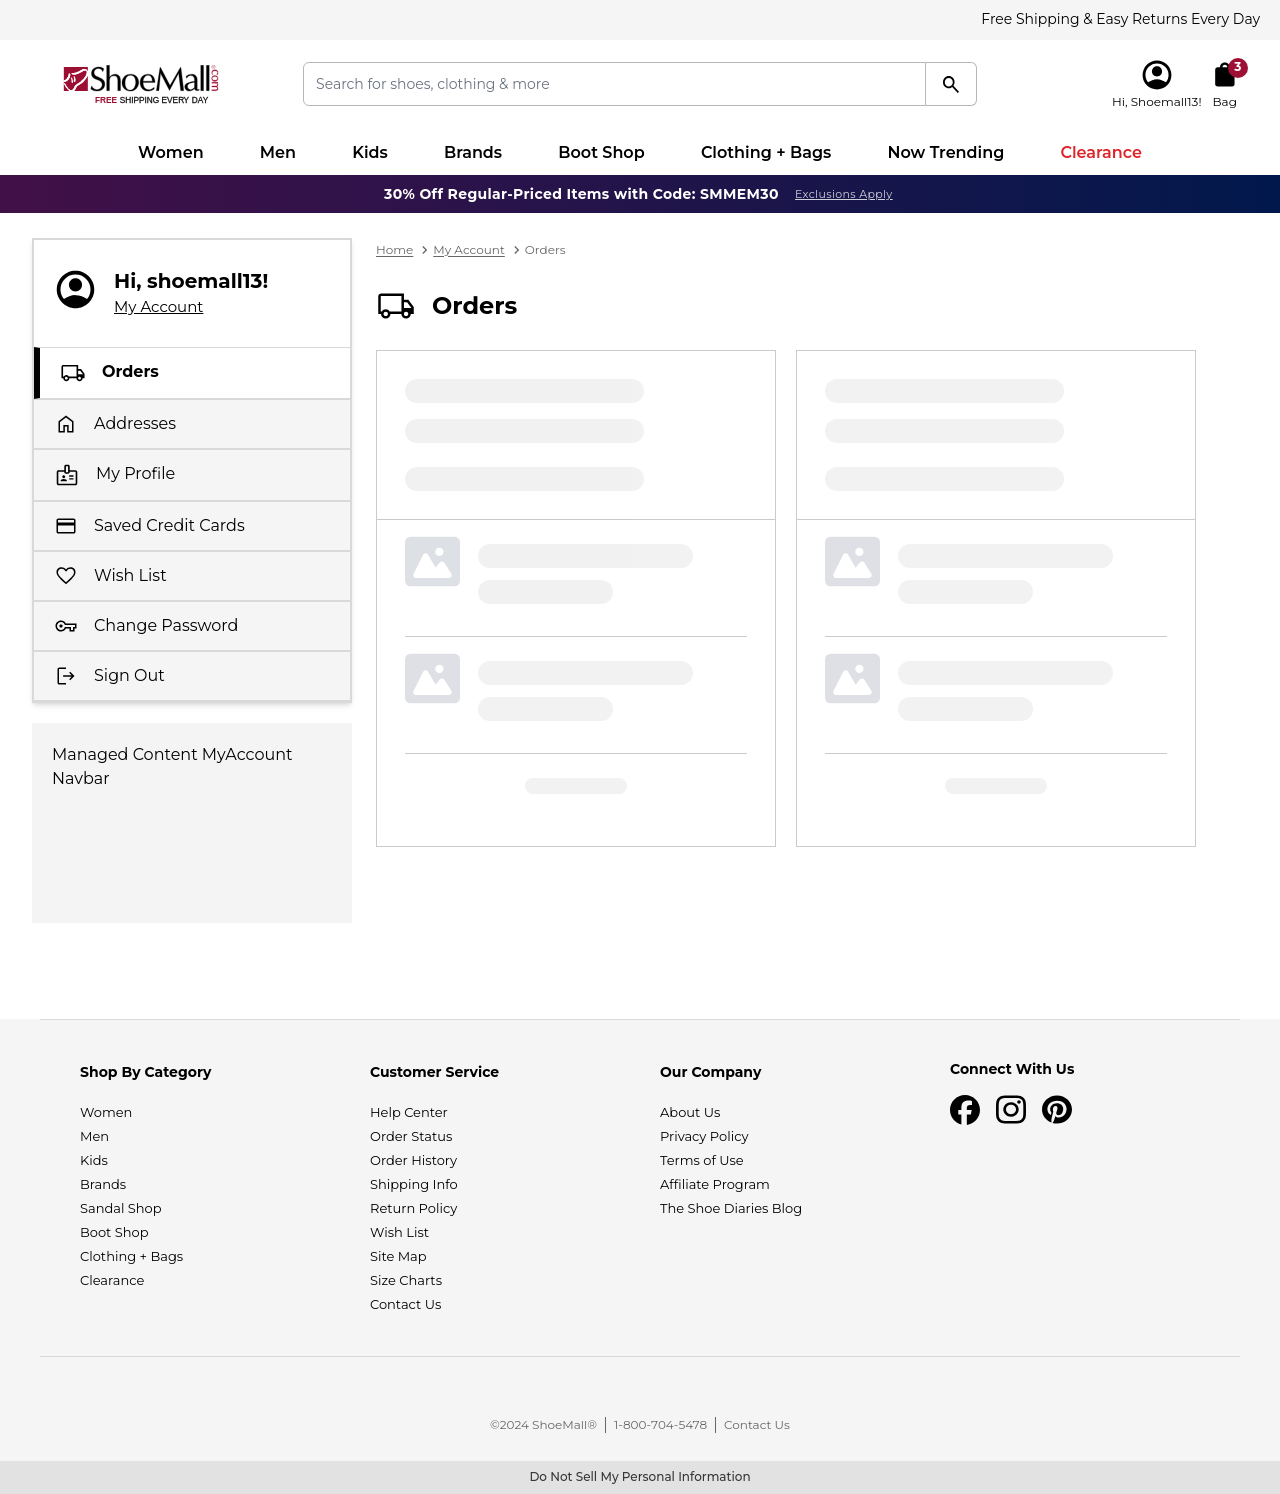 Free Shipping & Easy Returns Every Day
ShoeMall.com
FREE SHIPPING EVERY DAY
Search for shoes, clothing & more
3
Hi, Shoemall13!
Bag
Women Men Kids Brands Boot Shop Clothing + Bags Now Trending Clearance
30% Off Regular-Priced Items with Code: SMMEM30 Exclusions Apply
Hi, shoemall13!
My Account
Orders
Addresses
My Profile
Saved Credit Cards
Wish List
Change Password
Sign Out
Managed Content MyAccount
Navbar
Home > My Account > Orders
Orders
Shop By Category
Women
Men
Kids
Brands
Sandal Shop
Boot Shop
Clothing + Bags
Clearance
Customer Service
Help Center
Order Status
Order History
Shipping Info
Return Policy
Wish List
Site Map
Size Charts
Contact Us
Our Company
About Us
Privacy Policy
Terms of Use
Affiliate Program
The Shoe Diaries Blog
Connect With Us
©2024 ShoeMall® | 1-800-704-5478 | Contact Us
Do Not Sell My Personal Information